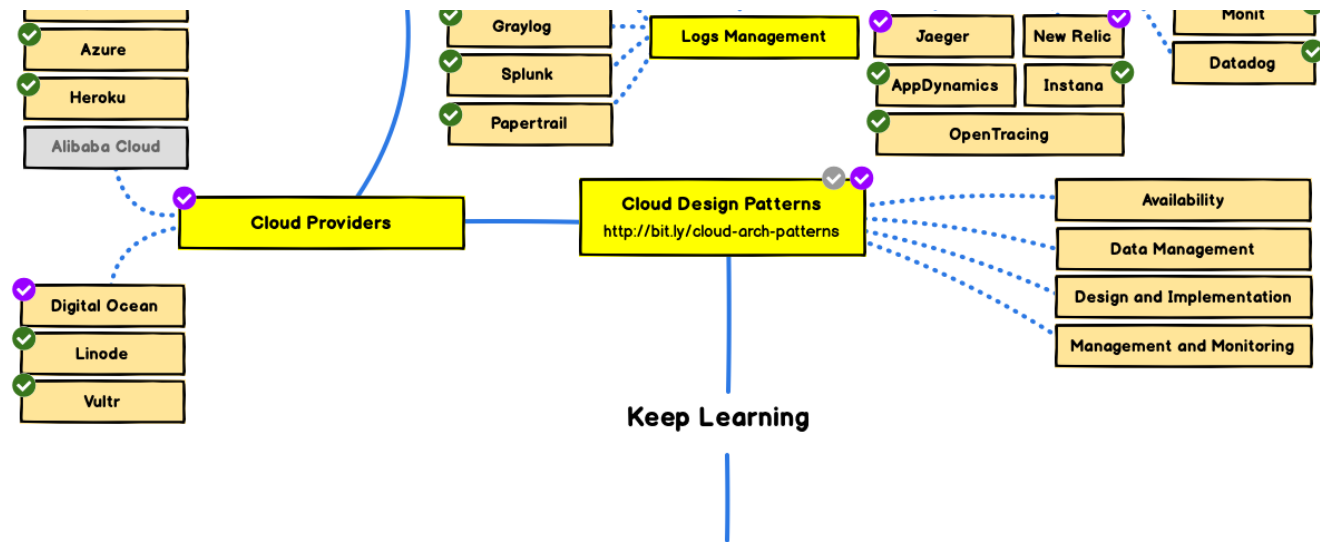 Azure
Heroku
Alibaba Cloud
Cloud Providers
Digital Ocean
Linode
Vultr
Graylog
Splunk
Papertrail
Logs Management
Jaeger
New Relic
AppDynamics
Instana
OpenTracing
Monit
Datadog
Cloud Design Patterns
http://bit.ly/cloud-arch-patterns
Availability
Data Management
Design and Implementation
Management and Monitoring
Keep Learning